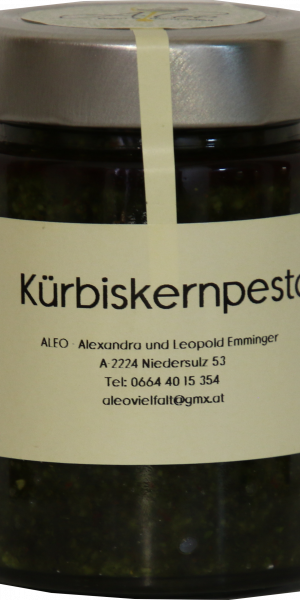 Kürbiskernpesto
ALEO · Alexandra und Leopold Emminger
A-2224 Niedersulz 53
Tel: 0664 40 15 354
aleovielfalt@gmx.at